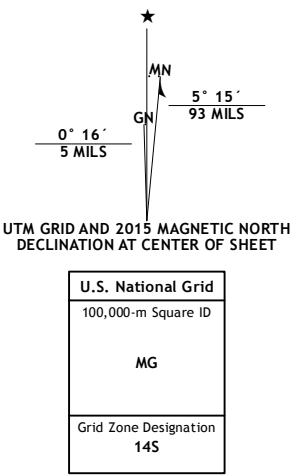 ★
MN
GN
5° 15´
93 MILS
0° 16´
5 MILS
UTM GRID AND 2015 MAGNETIC NORTH
DECLINATION AT CENTER OF SHEET
U.S. National Grid
100,000-m Square ID
MG
Grid Zone Designation
14S